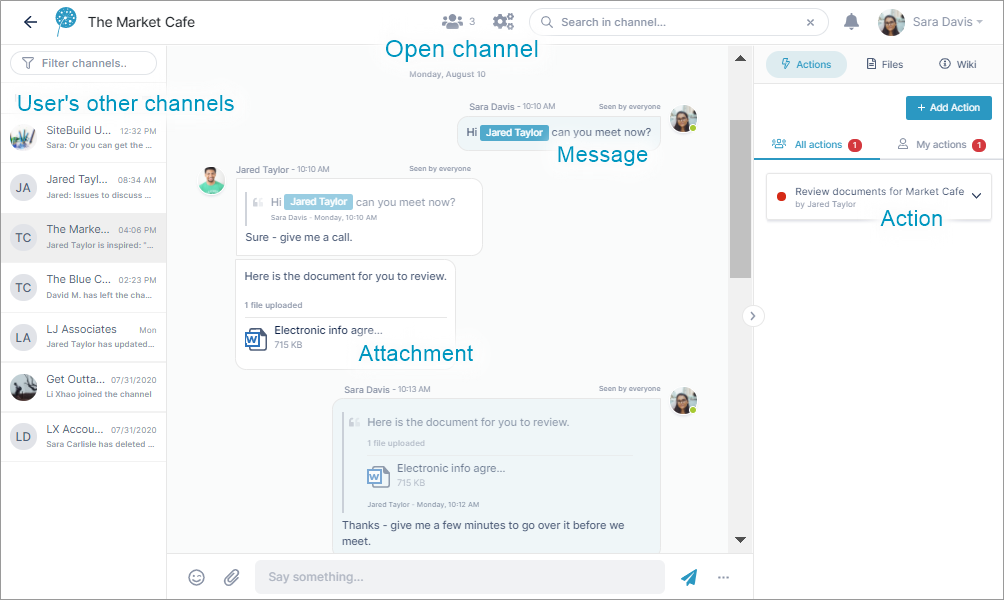 The Market Cafe
3
Search in channel...
Sara Davis
Filter channels..
User's other channels
SiteBuild U... 12:32 PM
Sara: Or you can get the ...
JA
Jared Tayl... 08:34 AM
Jared: issues to discuss ...
TC
The Marke... 04:06 PM
Jared Taylor is inspired: "...
TC
The Blue C... 02:23 PM
David M. has left the cha...
LA
LJ Associates Mon
Jared Taylor has updated...
Get Outta... 07/31/2020
Li Xhao joined the channel
LD
LX Accou... 07/31/2020
Sara Carlisle has deleted ...
Open channel
Monday, August 10
Sara Davis - 10:10 AM Seen by everyone
Hi Jared Taylor can you meet now?
Message
Jared Taylor - 10:10 AM Seen by everyone
Hi Jared Taylor can you meet now?
Sara Davis - Monday, 10:10 AM
Sure - give me a call.
Here is the document for you to review.
1 file uploaded
W
Electronic info agre...
715 KB
Attachment
Sara Davis - 10:13 AM Seen by everyone
Here is the document for you to review.
1 file uploaded
W
Electronic info agre...
715 KB
Jared Taylor - Monday, 10:12 AM
Thanks - give me a few minutes to go over it before we
meet.
Say something...
Actions Files Wiki
+ Add Action
All actions 1 My actions 1
Review documents for Market Cafe
by Jared Taylor
Action